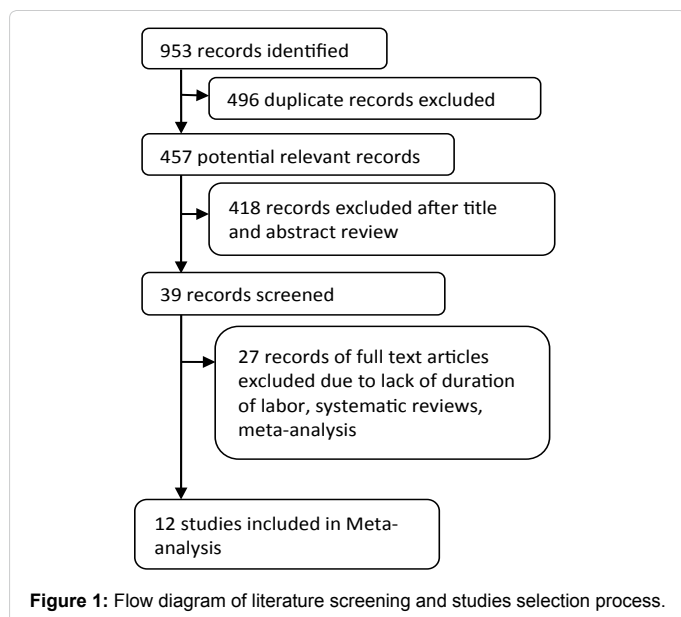 953 records identified
496 duplicate records excluded
457 potential relevant records
418 records excluded after title
and abstract review
39 records screened
27 records of full text articles
excluded due to lack of duration
of labor, systematic reviews,
meta-analysis
12 studies included in Meta-
analysis
Figure 1: Flow diagram of literature screening and studies selection process.